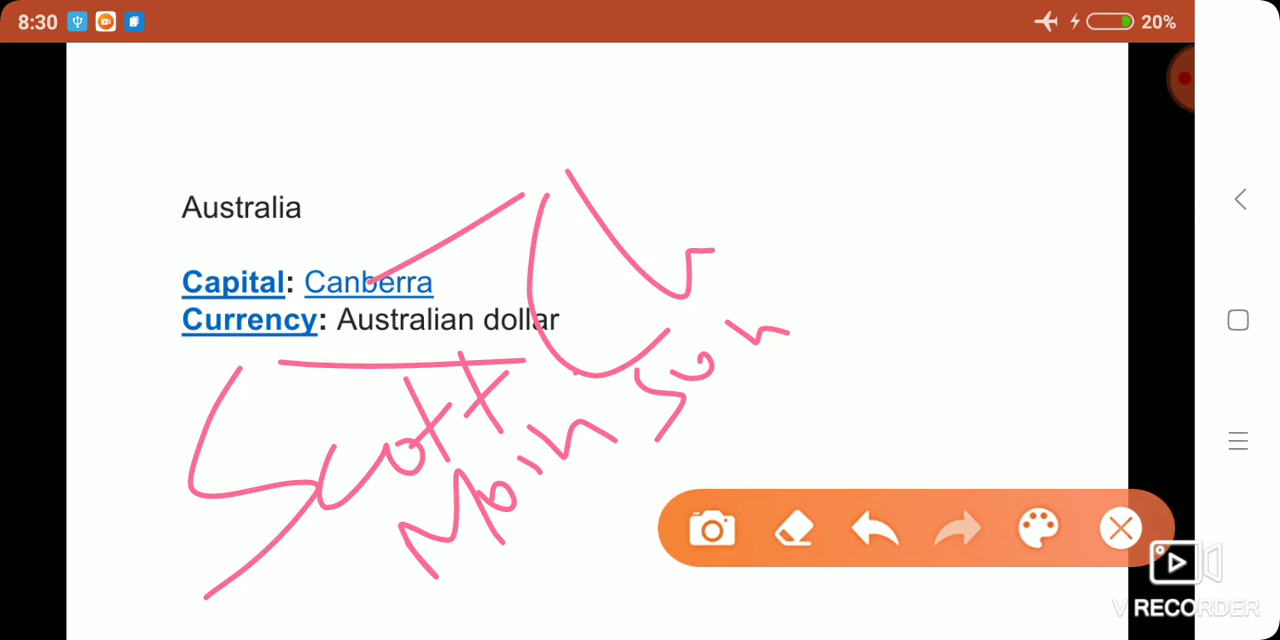 8:30
20%
Australia
Capital: Canberra
Currency: Australian dollar
Scott
V RECORDER